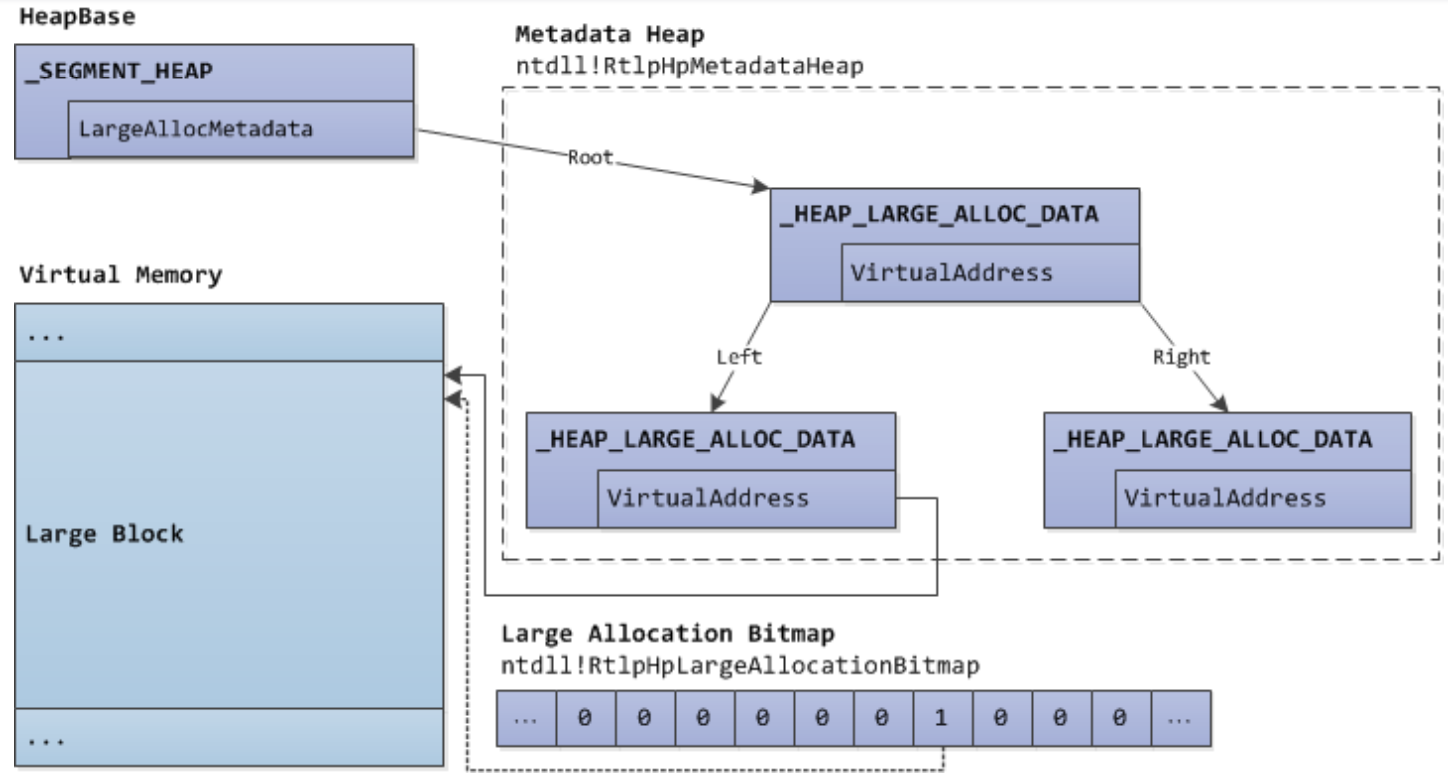 HeapBase
_SEGMENT_HEAP
LargeAllocMetadata
Metadata Heap
ntdll!RtlpHpMetadataHeap
Root
_HEAP_LARGE_ALLOC_DATA
VirtualAddress
Left
Right
_HEAP_LARGE_ALLOC_DATA
VirtualAddress
_HEAP_LARGE_ALLOC_DATA
VirtualAddress
Virtual Memory
...
Large Block
...
Large Allocation Bitmap
ntdll!RtlpHpLargeAllocationBitmap
... 0 0 0 0 0 0 1 0 0 0 ...